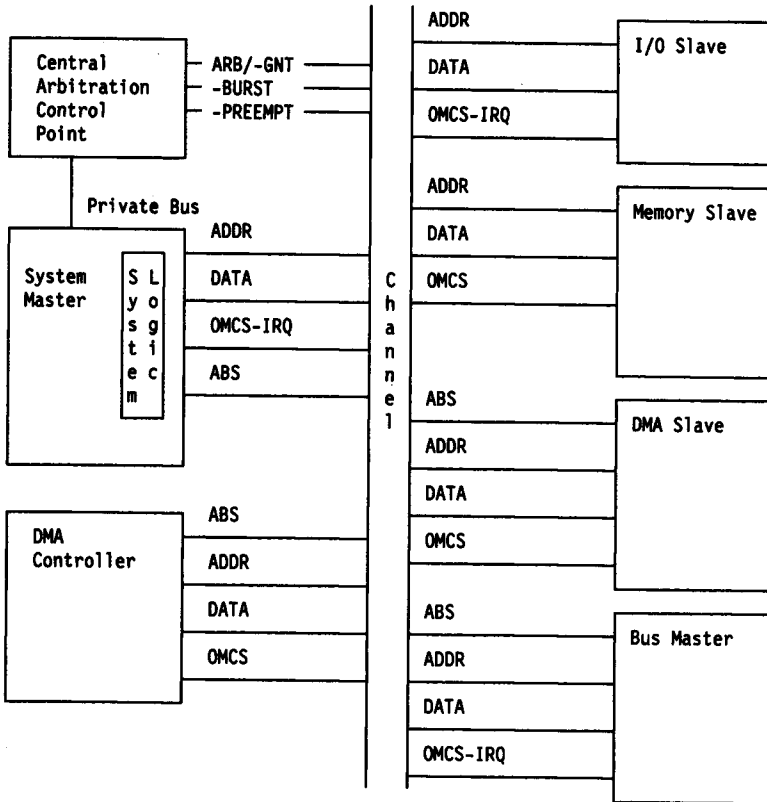 Central
Arbitration
Control
Point
ARB/-GNT
-BURST
-PREEMPT
Private Bus
System
Master
System
Logic
ADDR
DATA
OMCS-IRQ
ABS
DMA
Controller
ABS
ADDR
DATA
OMCS
Channel
ADDR
DATA
OMCS-IRQ
I/O Slave
ADDR
DATA
OMCS
Memory Slave
ABS
ADDR
DATA
OMCS
DMA Slave
ABS
ADDR
DATA
OMCS-IRQ
Bus Master